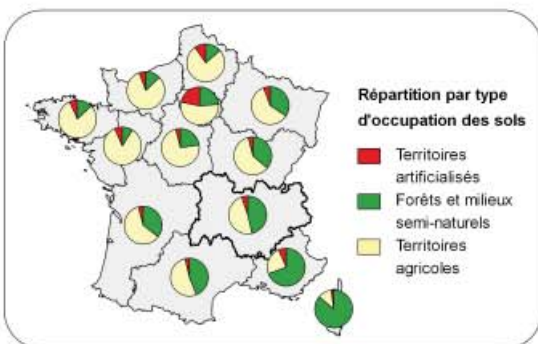 Répartition par type
d'occupation des sols
Territoires
artificialisés
Forêts et milieux
semi-naturels
Territoires
agricoles